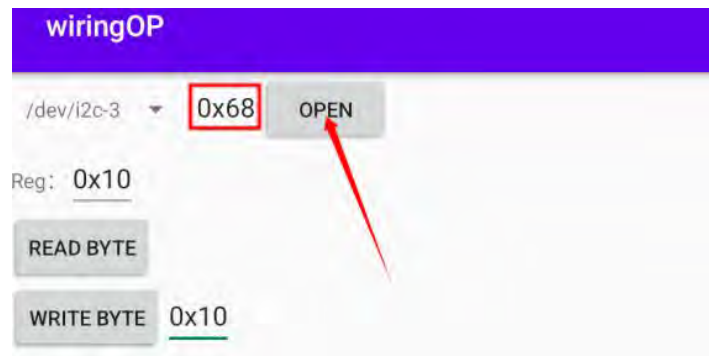 wiringOP
/dev/i2c-3 0x68 OPEN
Reg: 0x10
READ BYTE
WRITE BYTE 0x10